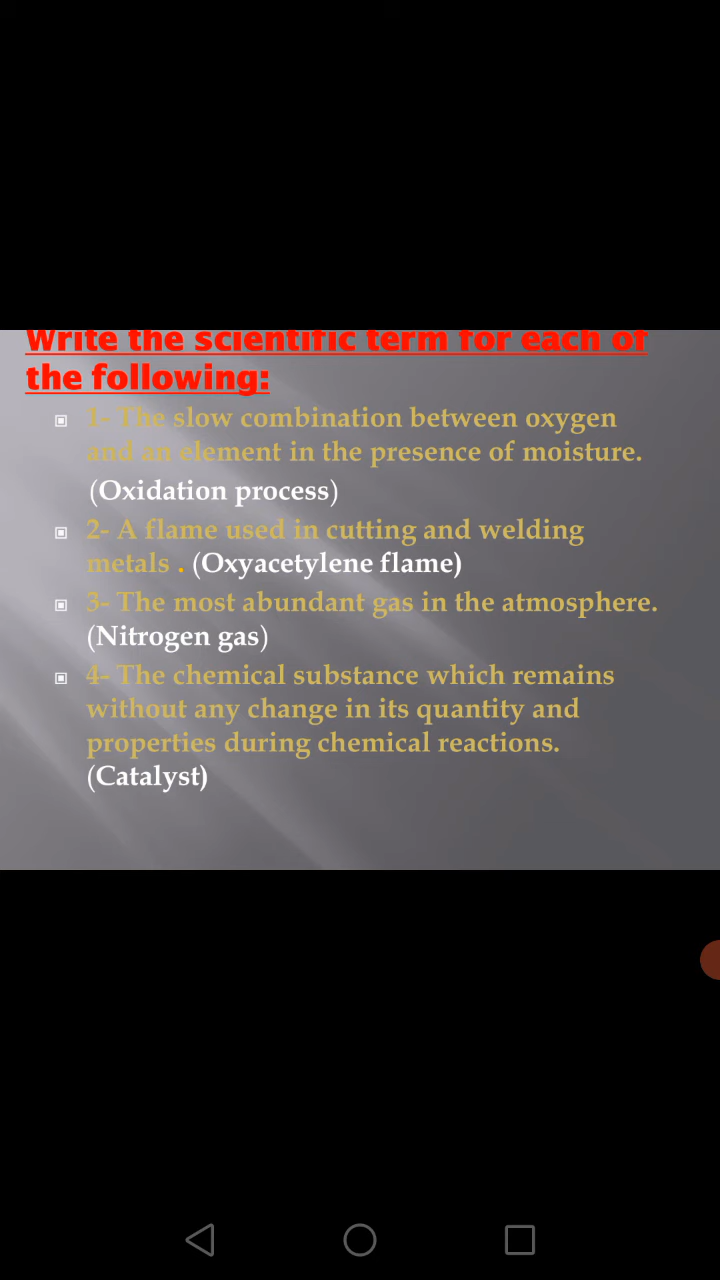 Write the scientific term for each of
the following:
1- The slow combination between oxygen
and an element in the presence of moisture.
(Oxidation process)
2- A flame used in cutting and welding
metals . (Oxyacetylene flame)
3- The most abundant gas in the atmosphere.
(Nitrogen gas)
4- The chemical substance which remains
without any change in its quantity and
properties during chemical reactions.
(Catalyst)